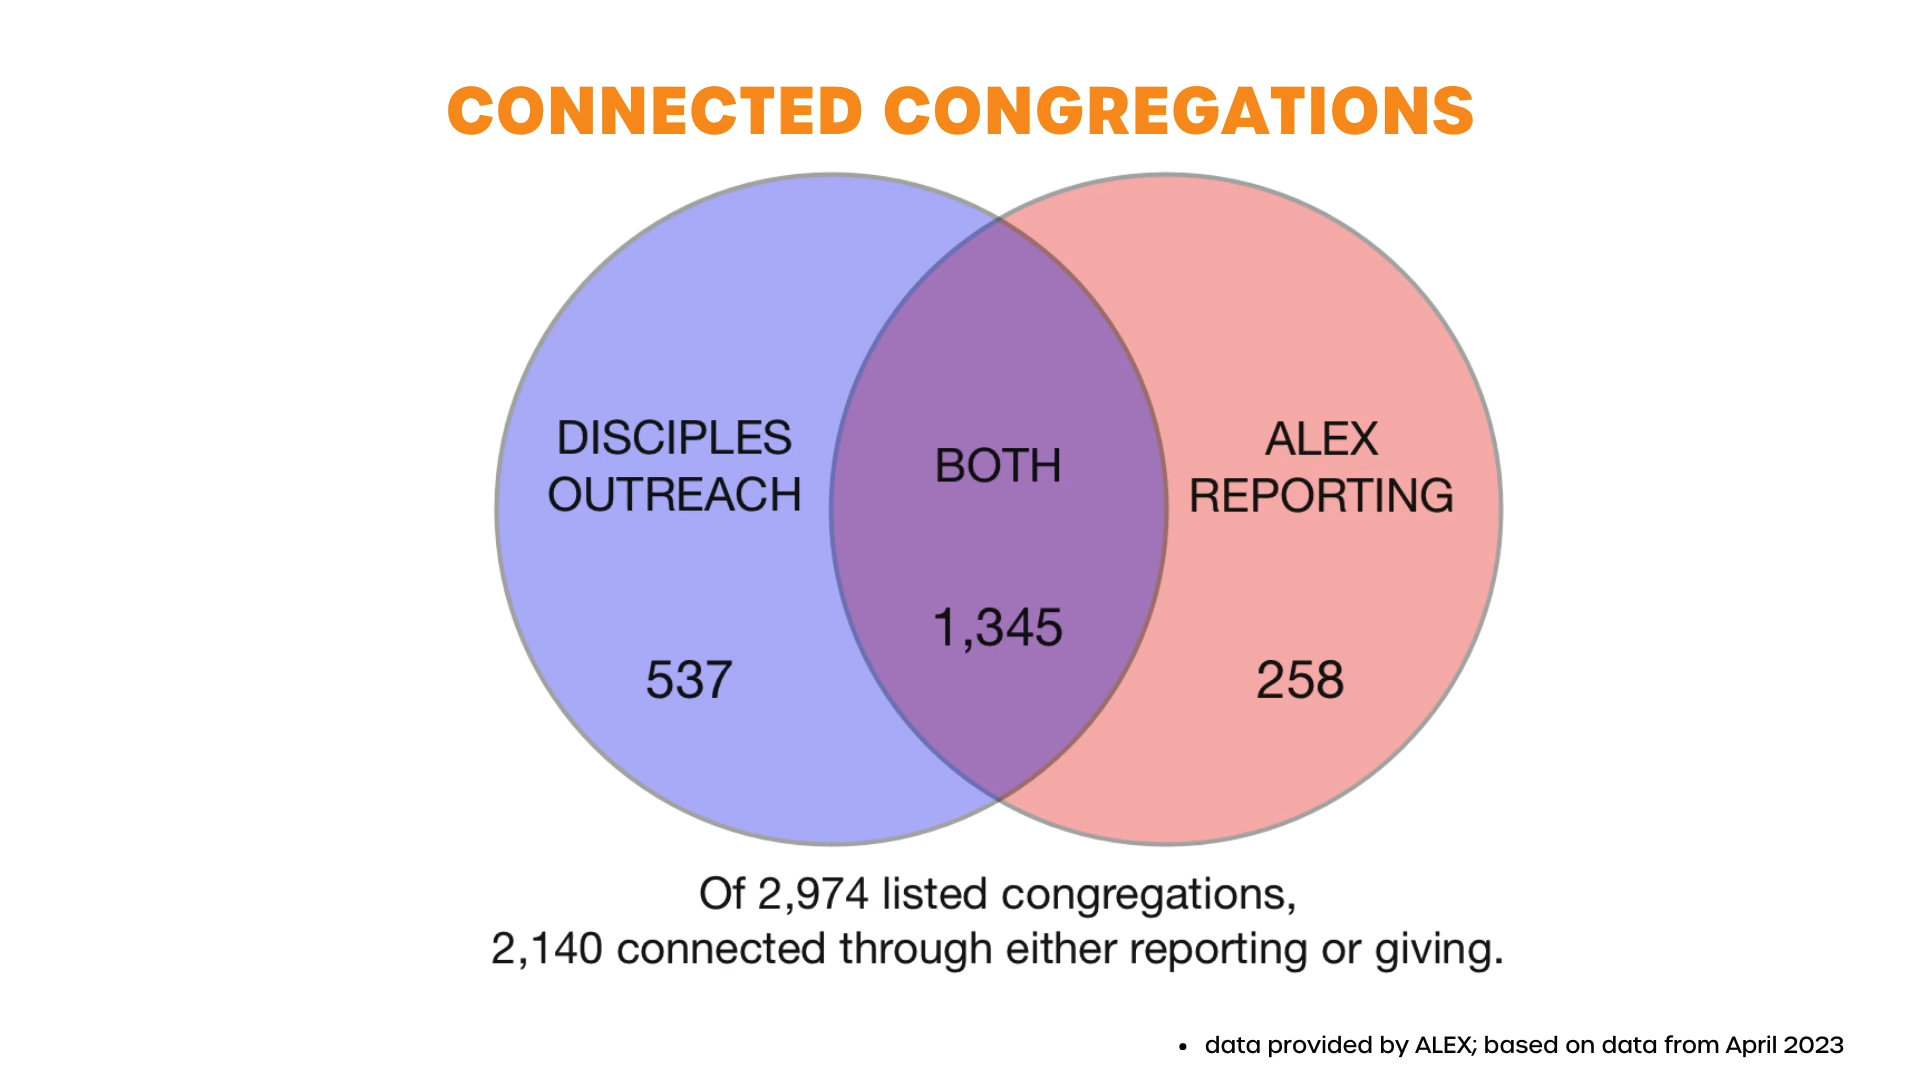 CONNECTED CONGREGATIONS
DISCIPLES
OUTREACH
537
BOTH
1,345
ALEX
REPORTING
258
Of 2,974 listed congregations,
2,140 connected through either reporting or giving.
• data provided by ALEX; based on data from April 2023